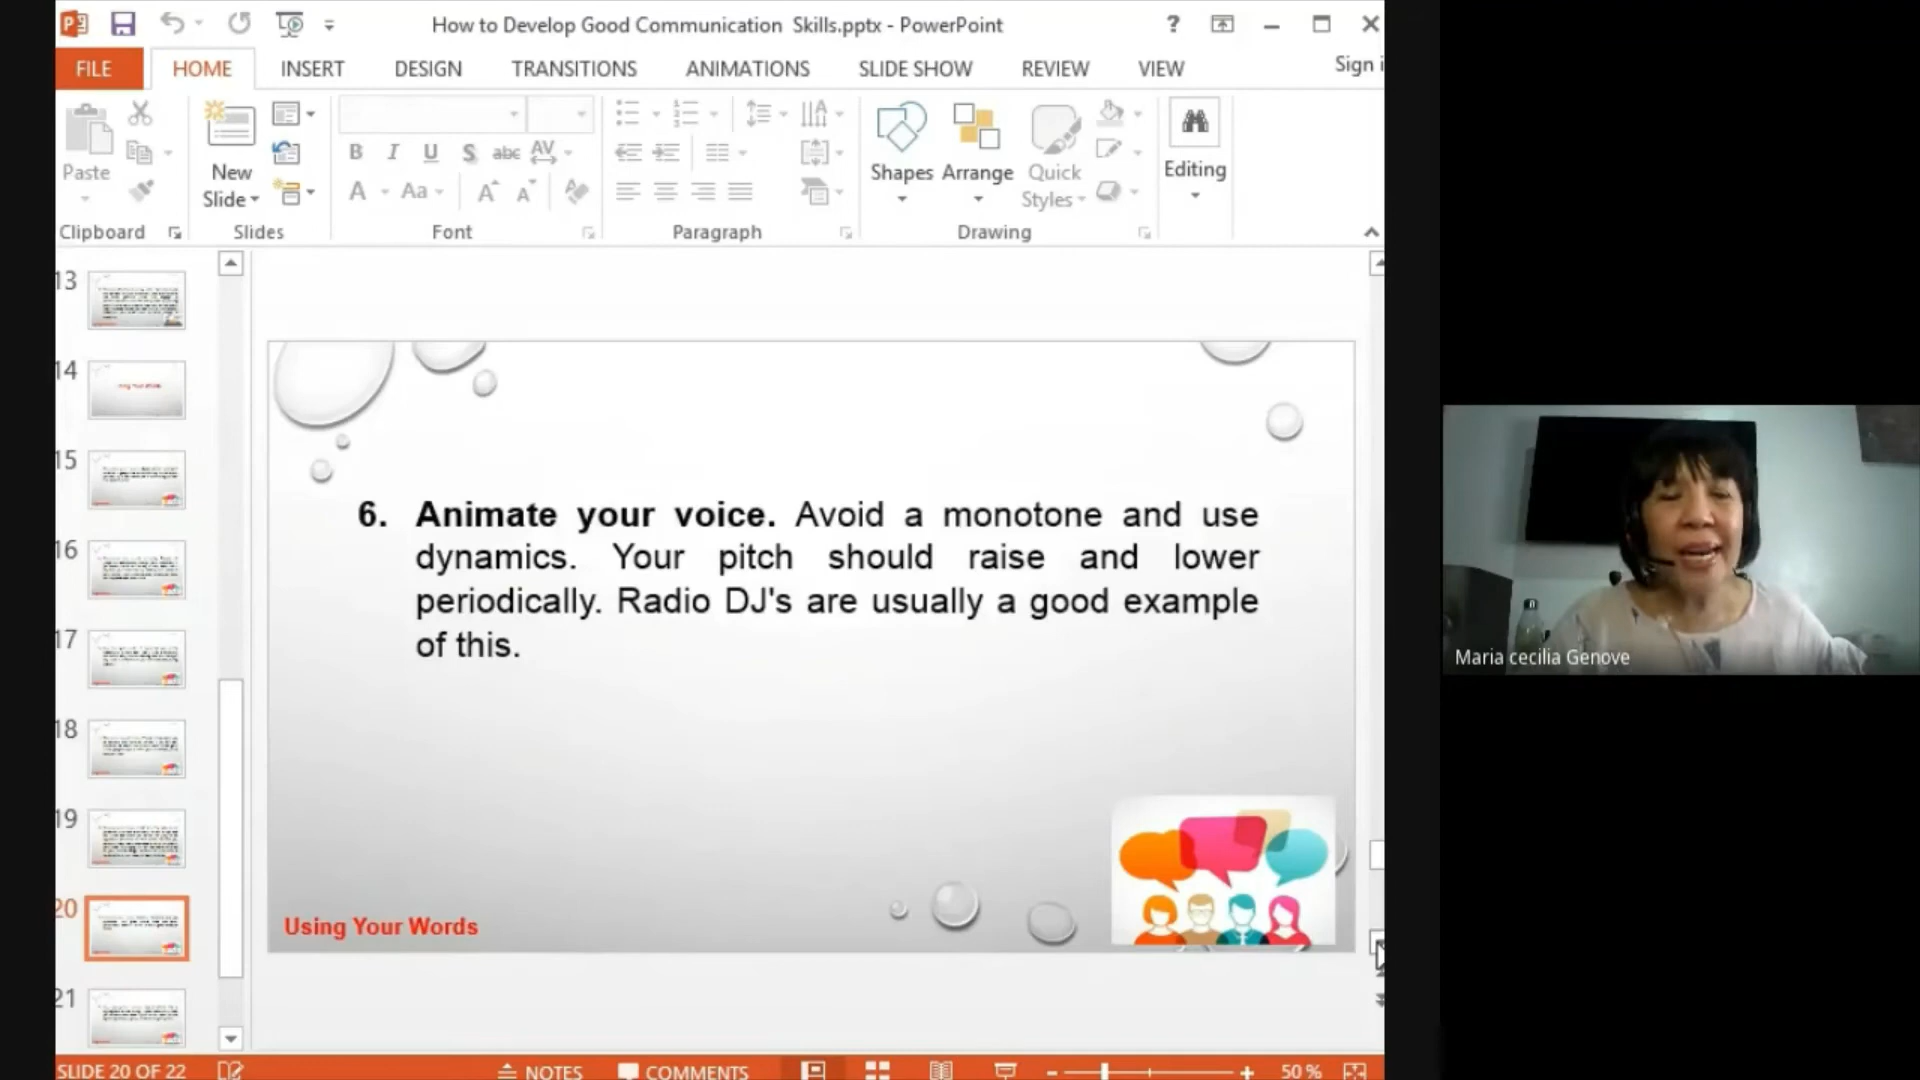 How to Develop Good Communication Skills.pptx - PowerPoint
?
FILE HOME INSERT DESIGN TRANSITIONS ANIMATIONS SLIDE SHOW REVIEW VIEW Sign i
Paste
New Slide
B I U S abc AV
A Aa A A
Shapes Arrange Quick Styles
Editing
Clipboard Slides Font Paragraph Drawing
13
14
15
16
17
18
19
20
21
6. Animate your voice. Avoid a monotone and use
dynamics. Your pitch should raise and lower
periodically. Radio DJ's are usually a good example
of this.
Using Your Words
Maria cecilia Genove
SLIDE 20 OF 22 NOTES COMMENTS 50 %